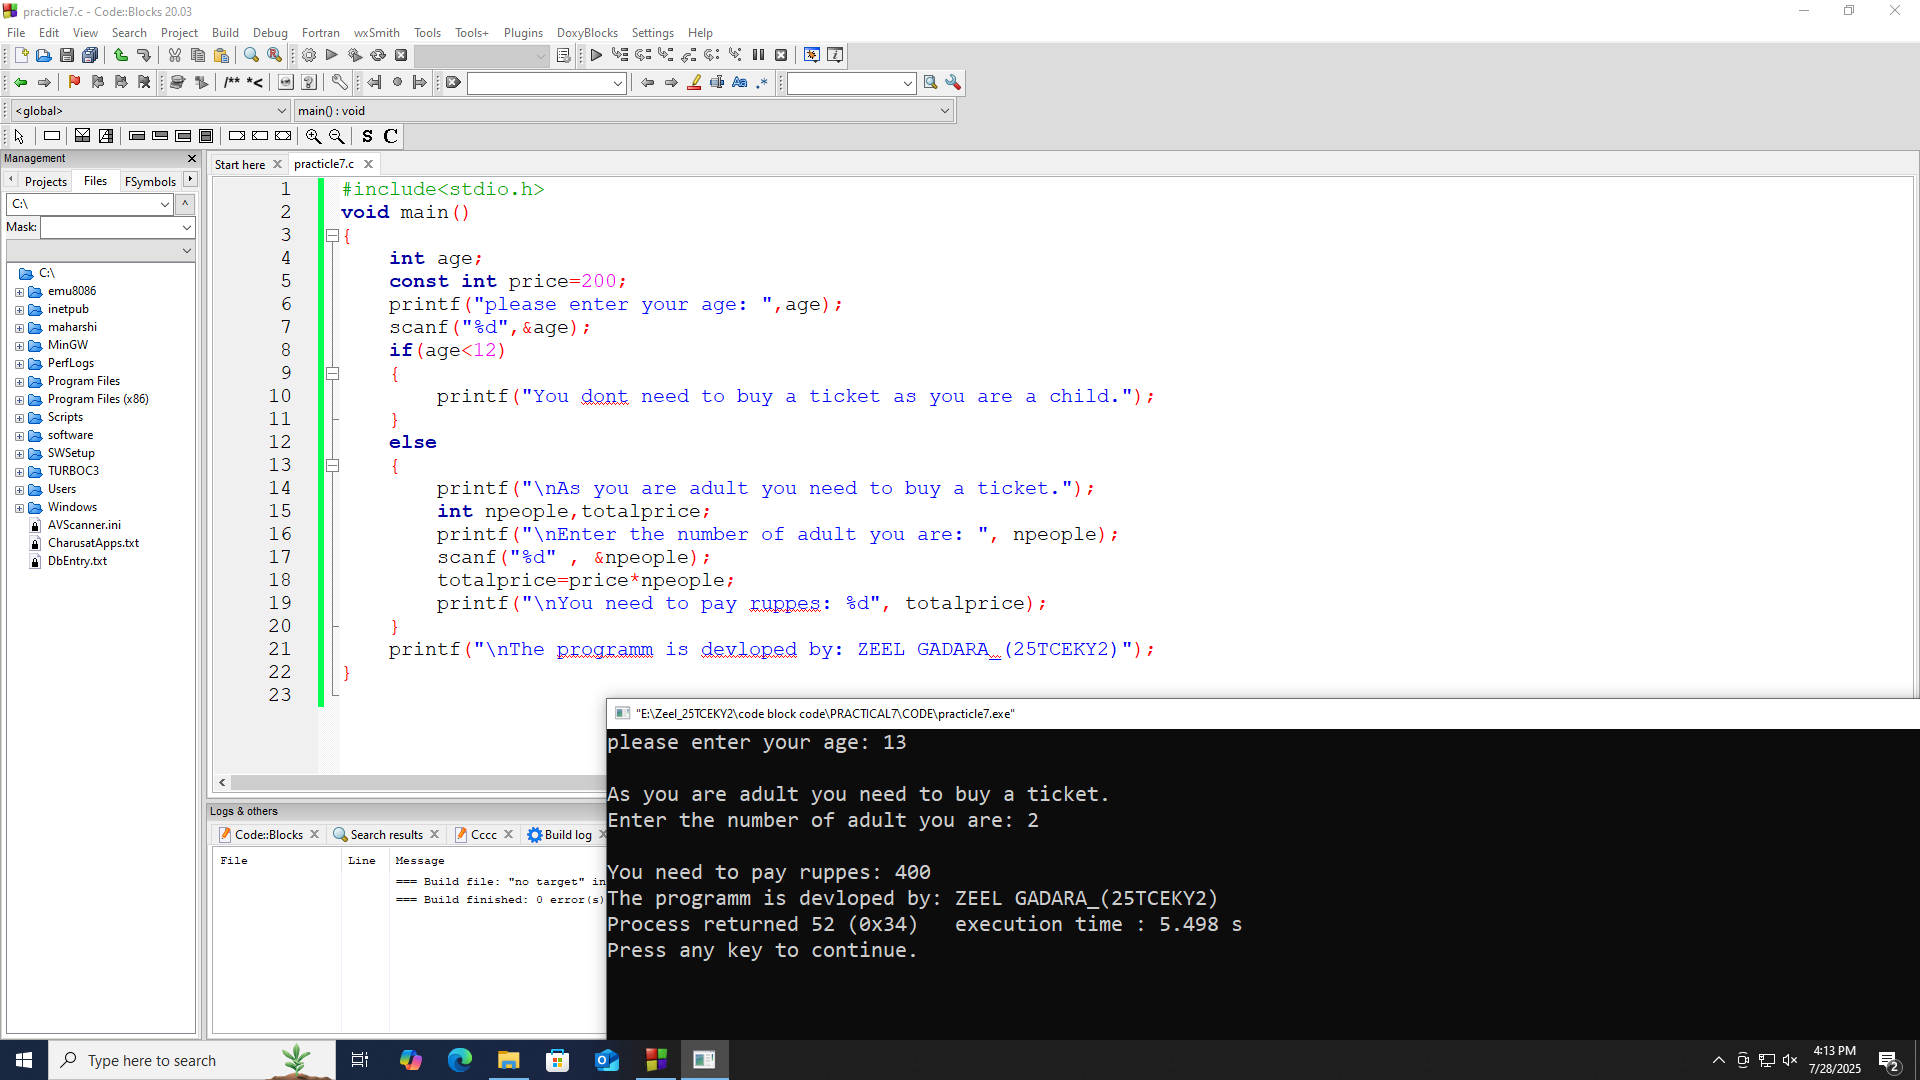 practicle7.c - Code::Blocks 20.03
File Edit View Search Project Build Debug Fortran wxSmith Tools Tools+ Plugins DoxyBlocks Settings Help
/** *<
Aa .*
<global> main() : void
S C
Management
Projects Files FSymbols
C:\
Mask:
C:\
emu8086
inetpub
maharshi
MinGW
PerfLogs
Program Files
Program Files (x86)
Scripts
software
SWSetup
TURBOC3
Users
Windows
AVScanner.ini
CharusatApps.txt
DbEntry.txt
Start here practicle7.c
1 #include<stdio.h>
2 void main()
3 {
4 int age;
5 const int price=200;
6 printf("please enter your age: ",age);
7 scanf("%d",&age);
8 if(age<12)
9 {
10 printf("You dont need to buy a ticket as you are a child.");
11 }
12 else
13 {
14 printf("\nAs you are adult you need to buy a ticket.");
15 int npeople,totalprice;
16 printf("\nEnter the number of adult you are: ", npeople);
17 scanf("%d" , &npeople);
18 totalprice=price*npeople;
19 printf("\nYou need to pay ruppes: %d", totalprice);
20 }
21 printf("\nThe programm is devloped by: ZEEL GADARA_(25TCEKY2)");
22 }
23
Logs & others
Code::Blocks Search results Cccc Build log
File Line Message
=== Build file: "no target" in
=== Build finished: 0 error(s)
"E:\Zeel_25TCEKY2\code block code\PRACTICAL7\CODE\practicle7.exe"
please enter your age: 13
As you are adult you need to buy a ticket.
Enter the number of adult you are: 2
You need to pay ruppes: 400
The programm is devloped by: ZEEL GADARA_(25TCEKY2)
Process returned 52 (0x34) execution time : 5.498 s
Press any key to continue.
Type here to search
4:13 PM
7/28/2025
2